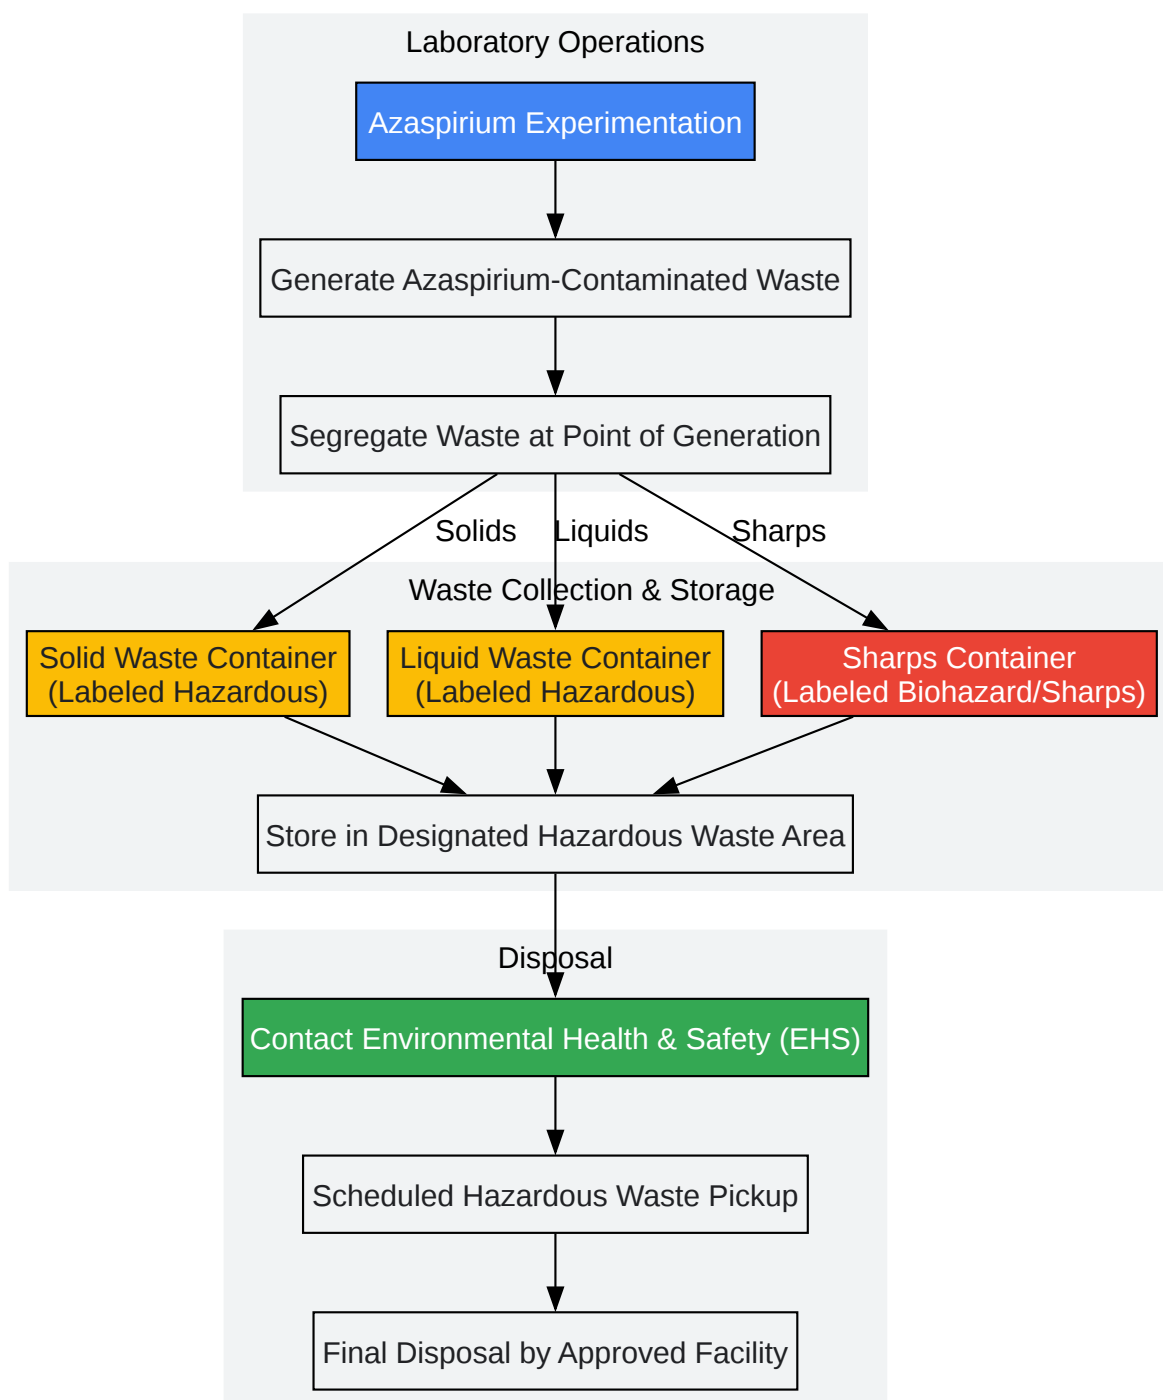 Laboratory Operations
Azaspirium Experimentation
Generate Azaspirium-Contaminated Waste
Segregate Waste at Point of Generation
Solids
Liquids
Sharps
Waste Collection & Storage
Solid Waste Container
(Labeled Hazardous)
Liquid Waste Container
(Labeled Hazardous)
Sharps Container
(Labeled Biohazard/Sharps)
Store in Designated Hazardous Waste Area
Disposal
Contact Environmental Health & Safety (EHS)
Scheduled Hazardous Waste Pickup
Final Disposal by Approved Facility